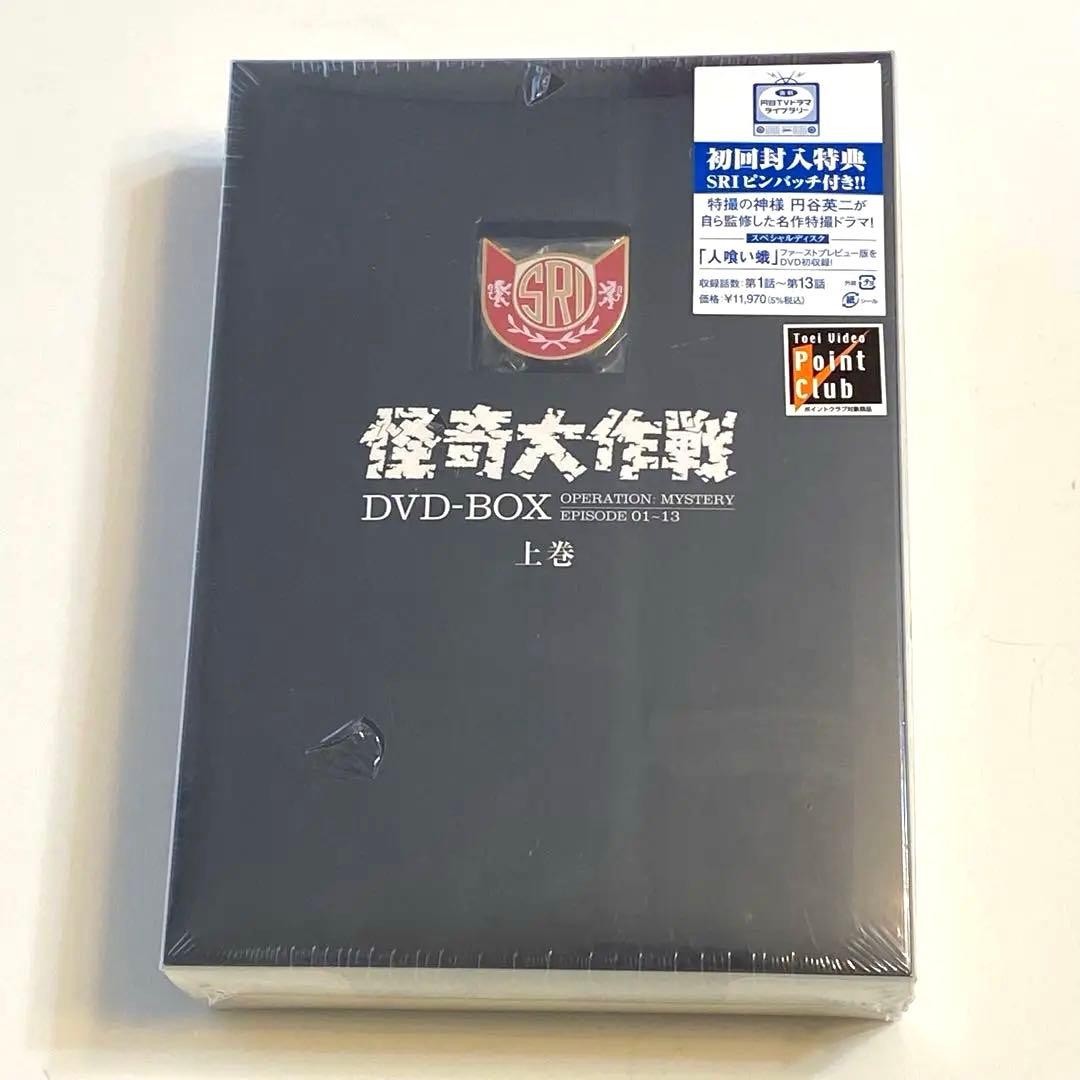 円谷TVドラマ
ライブラリー
初回封入特典
SRIピンバッチ付き!!
特撮の神様 円谷英二が
自ら監修した名作特撮ドラマ!
スペシャルディスク
「人喰い蛾」ファーストプレビュー版を
DVD初収録!
収録話数:第1話~第13話
価格:¥11,970(5%税込)
外箱
シール
紙
Toei Video
Point
Club
ポイントクラブ対象商品
SRI
怪奇大作戦
DVD-BOX
OPERATION: MYSTERY
EPISODE 01~13
上巻